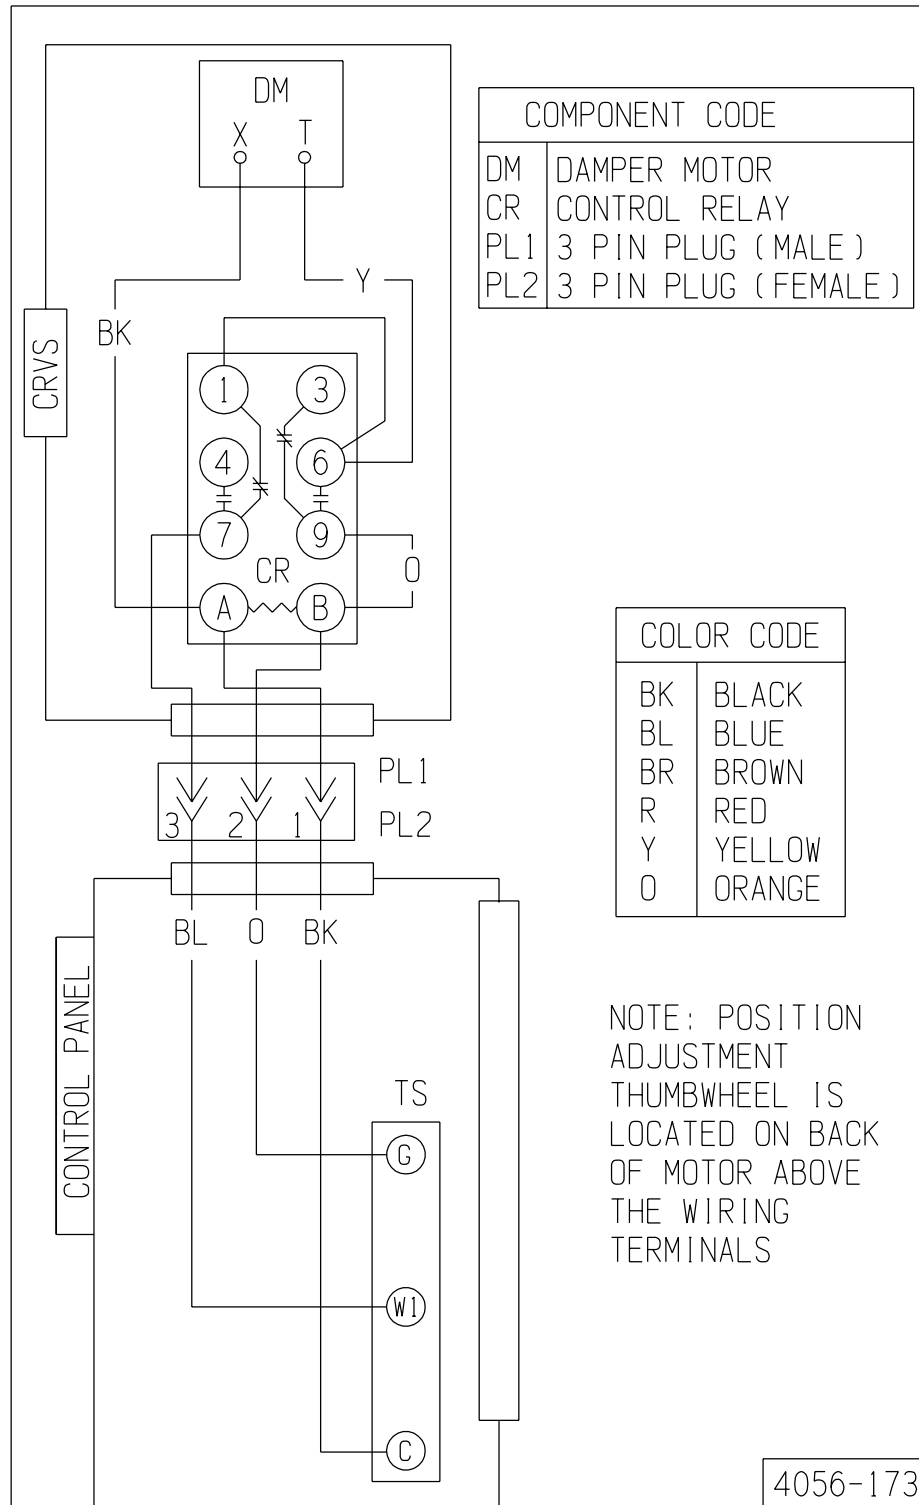 DM
X T
Y
BK
CRVS
1 3
4 6
7 9
CR
O
A B
PL1
3 2 1 PL2
BL O BK
CONTROL PANEL
TS
G
W1
C
COMPONENT CODE
DM DAMPER MOTOR
CR CONTROL RELAY
PL1 3 PIN PLUG (MALE)
PL2 3 PIN PLUG (FEMALE)
COLOR CODE
BK BLACK
BL BLUE
BR BROWN
R RED
Y YELLOW
O ORANGE
NOTE: POSITION
ADJUSTMENT
THUMBWHEEL IS
LOCATED ON BACK
OF MOTOR ABOVE
THE WIRING
TERMINALS
4056-173